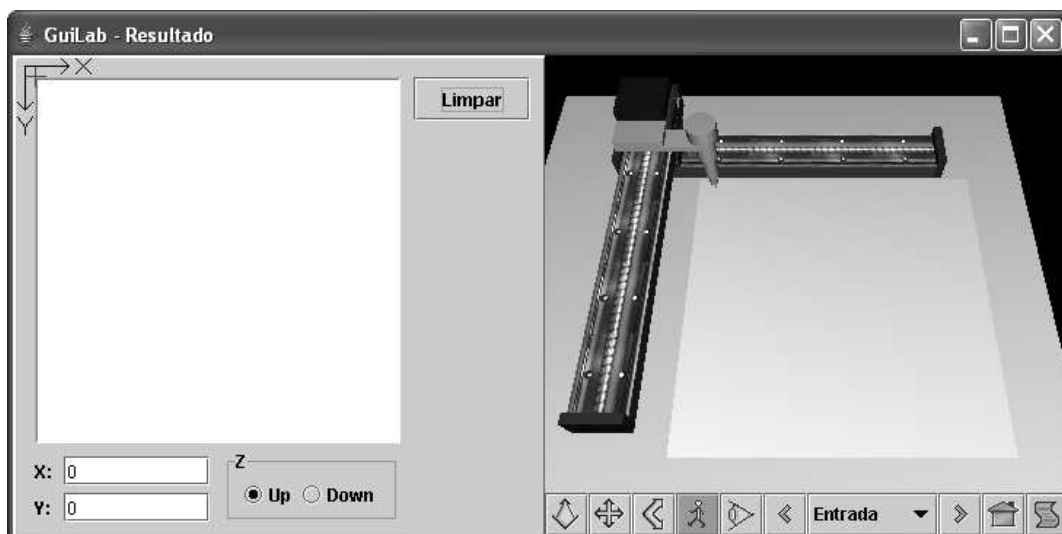 GuiLab - Resultado
X
Y
Limpar
X: 0
Y: 0
Z
Up Down
Entrada